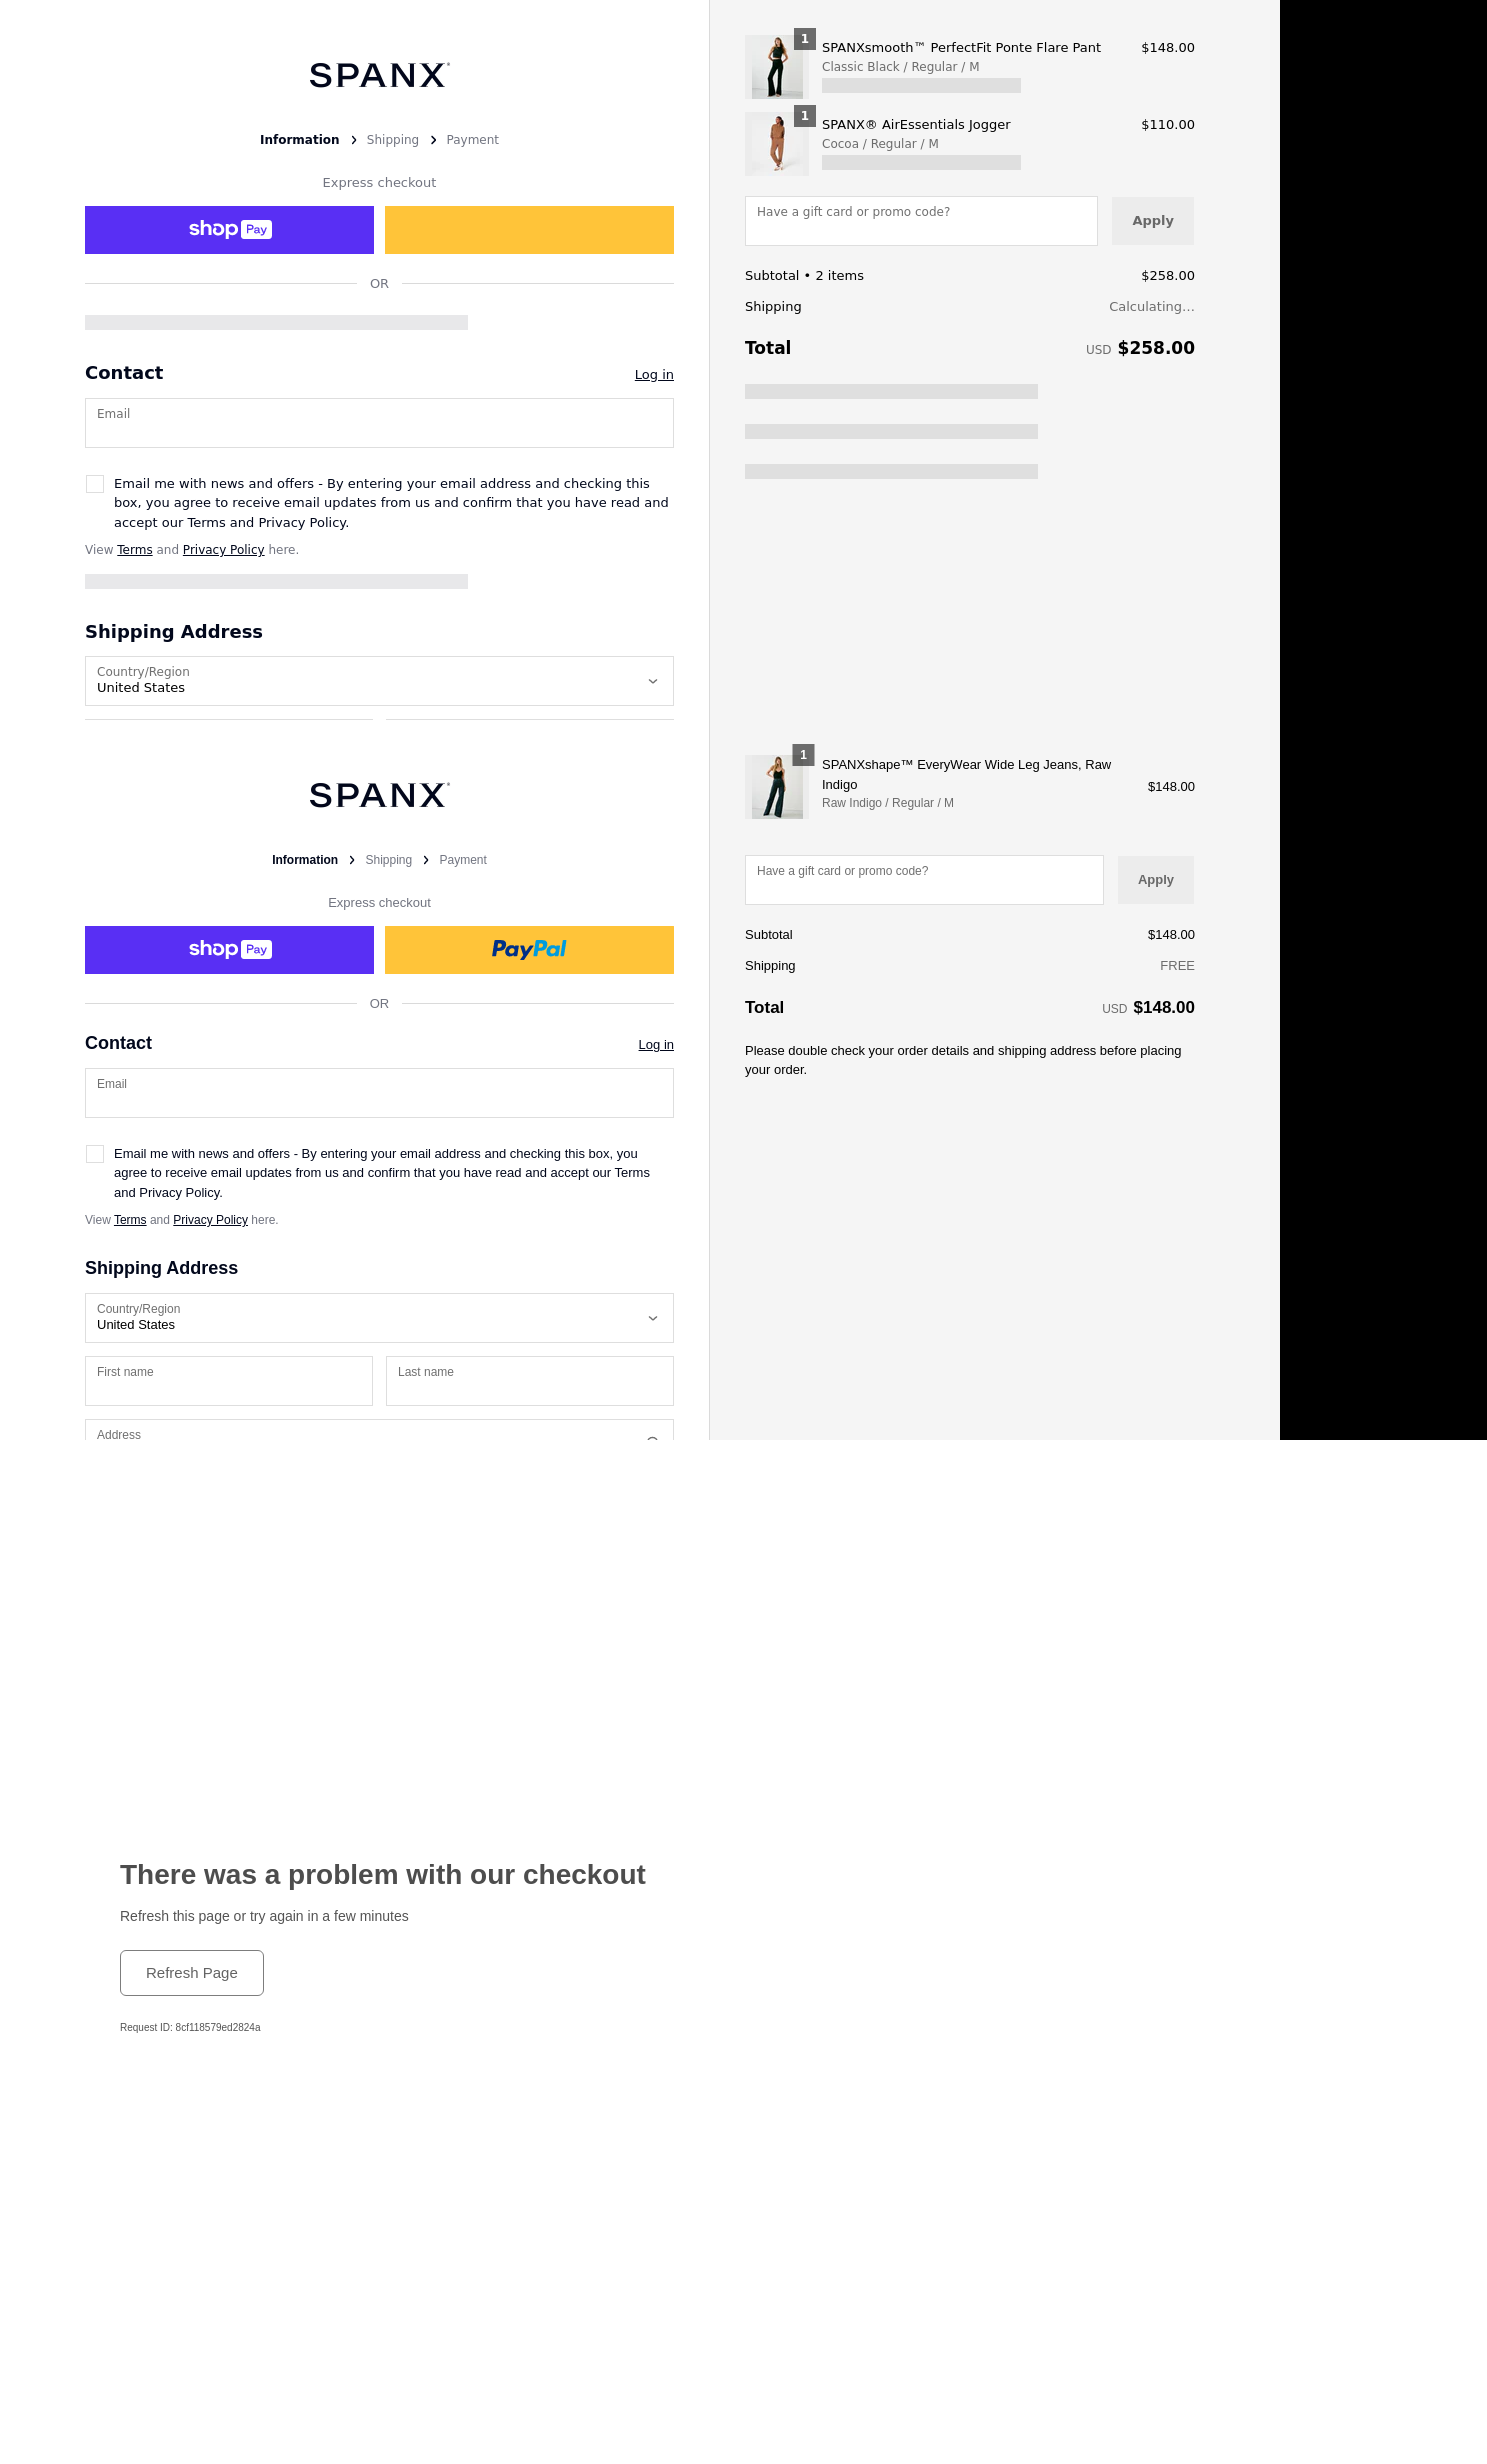 SPANX
Information > Shipping > Payment
Express checkout
shop Pay
OR
Contact
Log in
Email
Email me with news and offers - By entering your email address and checking this
box, you agree to receive email updates from us and confirm that you have read and
accept our Terms and Privacy Policy.
View Terms and Privacy Policy here.
Shipping Address
Country/Region
United States
1
SPANXsmooth™ PerfectFit Ponte Flare Pant
$148.00
Classic Black / Regular / M
1
SPANX® AirEssentials Jogger
$110.00
Cocoa / Regular / M
Have a gift card or promo code?
Apply
Subtotal • 2 items
$258.00
Shipping
Calculating...
Total
USD $258.00
SPANX
Information > Shipping > Payment
Express checkout
shop Pay
PayPal
OR
Contact
Log in
Email
Email me with news and offers - By entering your email address and checking this box, you
agree to receive email updates from us and confirm that you have read and accept our Terms
and Privacy Policy.
View Terms and Privacy Policy here.
Shipping Address
Country/Region
United States
First name
Last name
Address
1
SPANXshape™ EveryWear Wide Leg Jeans, Raw
Indigo
$148.00
Raw Indigo / Regular / M
Have a gift card or promo code?
Apply
Subtotal
$148.00
Shipping
FREE
Total
USD $148.00
Please double check your order details and shipping address before placing
your order.
There was a problem with our checkout
Refresh this page or try again in a few minutes
Refresh Page
Request ID: 8cf118579ed2824a